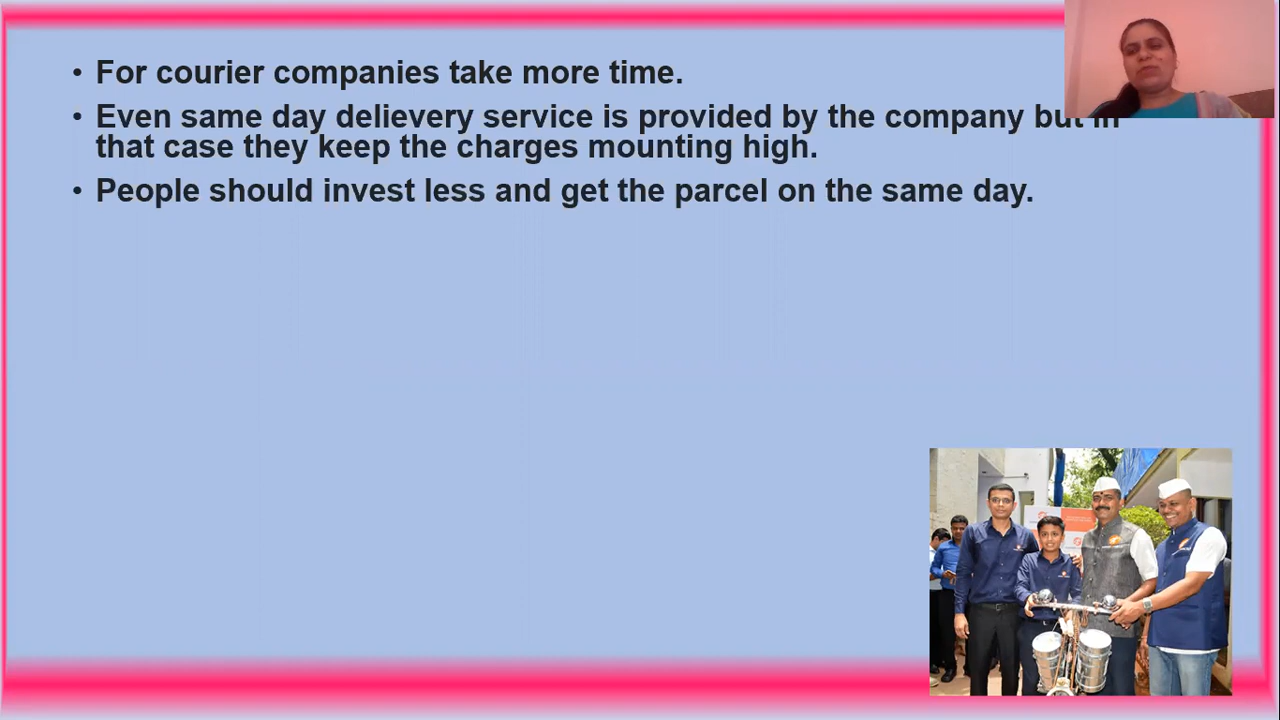 • For courier companies take more time.
• Even same day delievery service is provided by the company but in
that case they keep the charges mounting high.
• People should invest less and get the parcel on the same day.